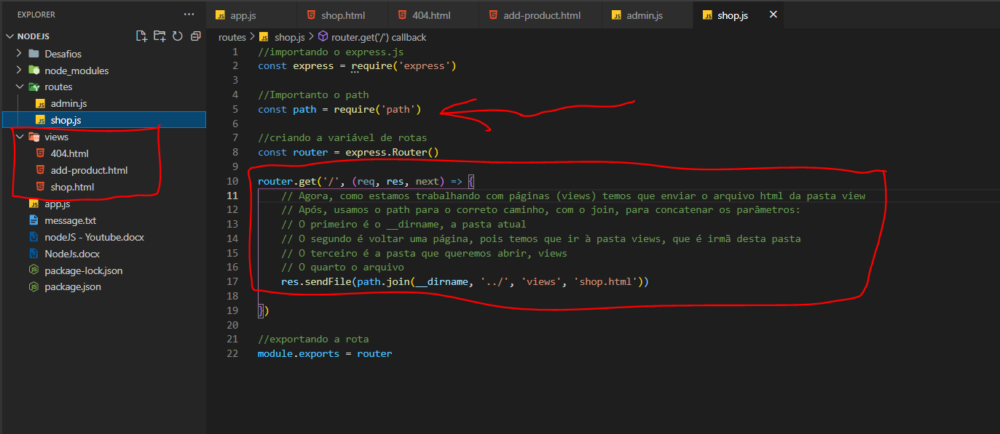 EXPLORER ...
NODEJS
Desafios
node_modules
routes
admin.js
shop.js
views
404.html
add-product.html
shop.html
app.js
message.txt
nodeJS - Youtube.docx
NodeJs.docx
package-lock.json
package.json
app.js shop.html 404.html add-product.html admin.js shop.js
routes > shop.js > router.get('/') callback
1 //importando o express.js
2 const express = require('express')
3
4 //Importanto o path
5 const path = require('path')
6
7 //criando a variável de rotas
8 const router = express.Router()
9
10 router.get('/', (req, res, next) => {
11 // Agora, como estamos trabalhando com páginas (views) temos que enviar o arquivo html da pasta view
12 // Após, usamos o path para o correto caminho, com o join, para concatenar os parâmetros:
13 // O primeiro é o __dirname, a pasta atual
14 // O segundo é voltar uma página, pois temos que ir à pasta views, que é irmã desta pasta
15 // O terceiro é a pasta que queremos abrir, views
16 // O quarto o arquivo
17 res.sendFile(path.join(__dirname, '../', 'views', 'shop.html'))
18
19 })
20
21 //exportando a rota
22 module.exports = router